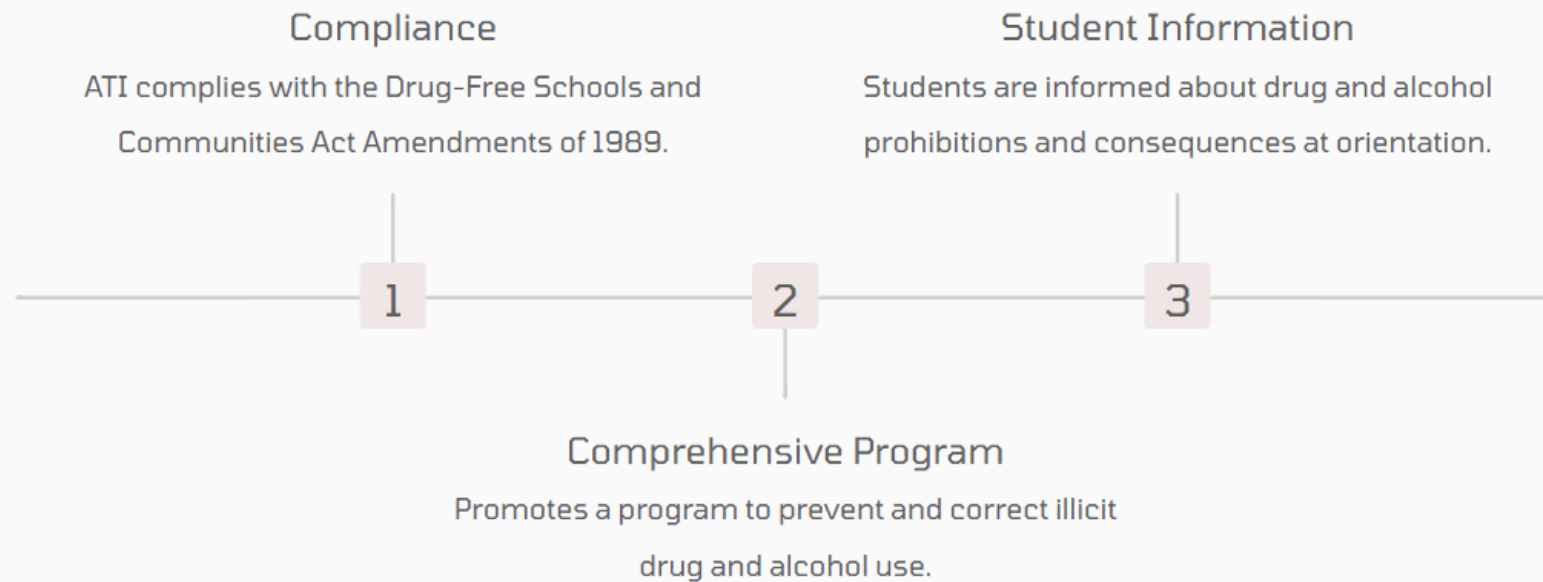 Compliance
ATI complies with the Drug-Free Schools and
Communities Act Amendments of 1989.
1
2
Comprehensive Program
Promotes a program to prevent and correct illicit
drug and alcohol use.
Student Information
Students are informed about drug and alcohol
prohibitions and consequences at orientation.
3